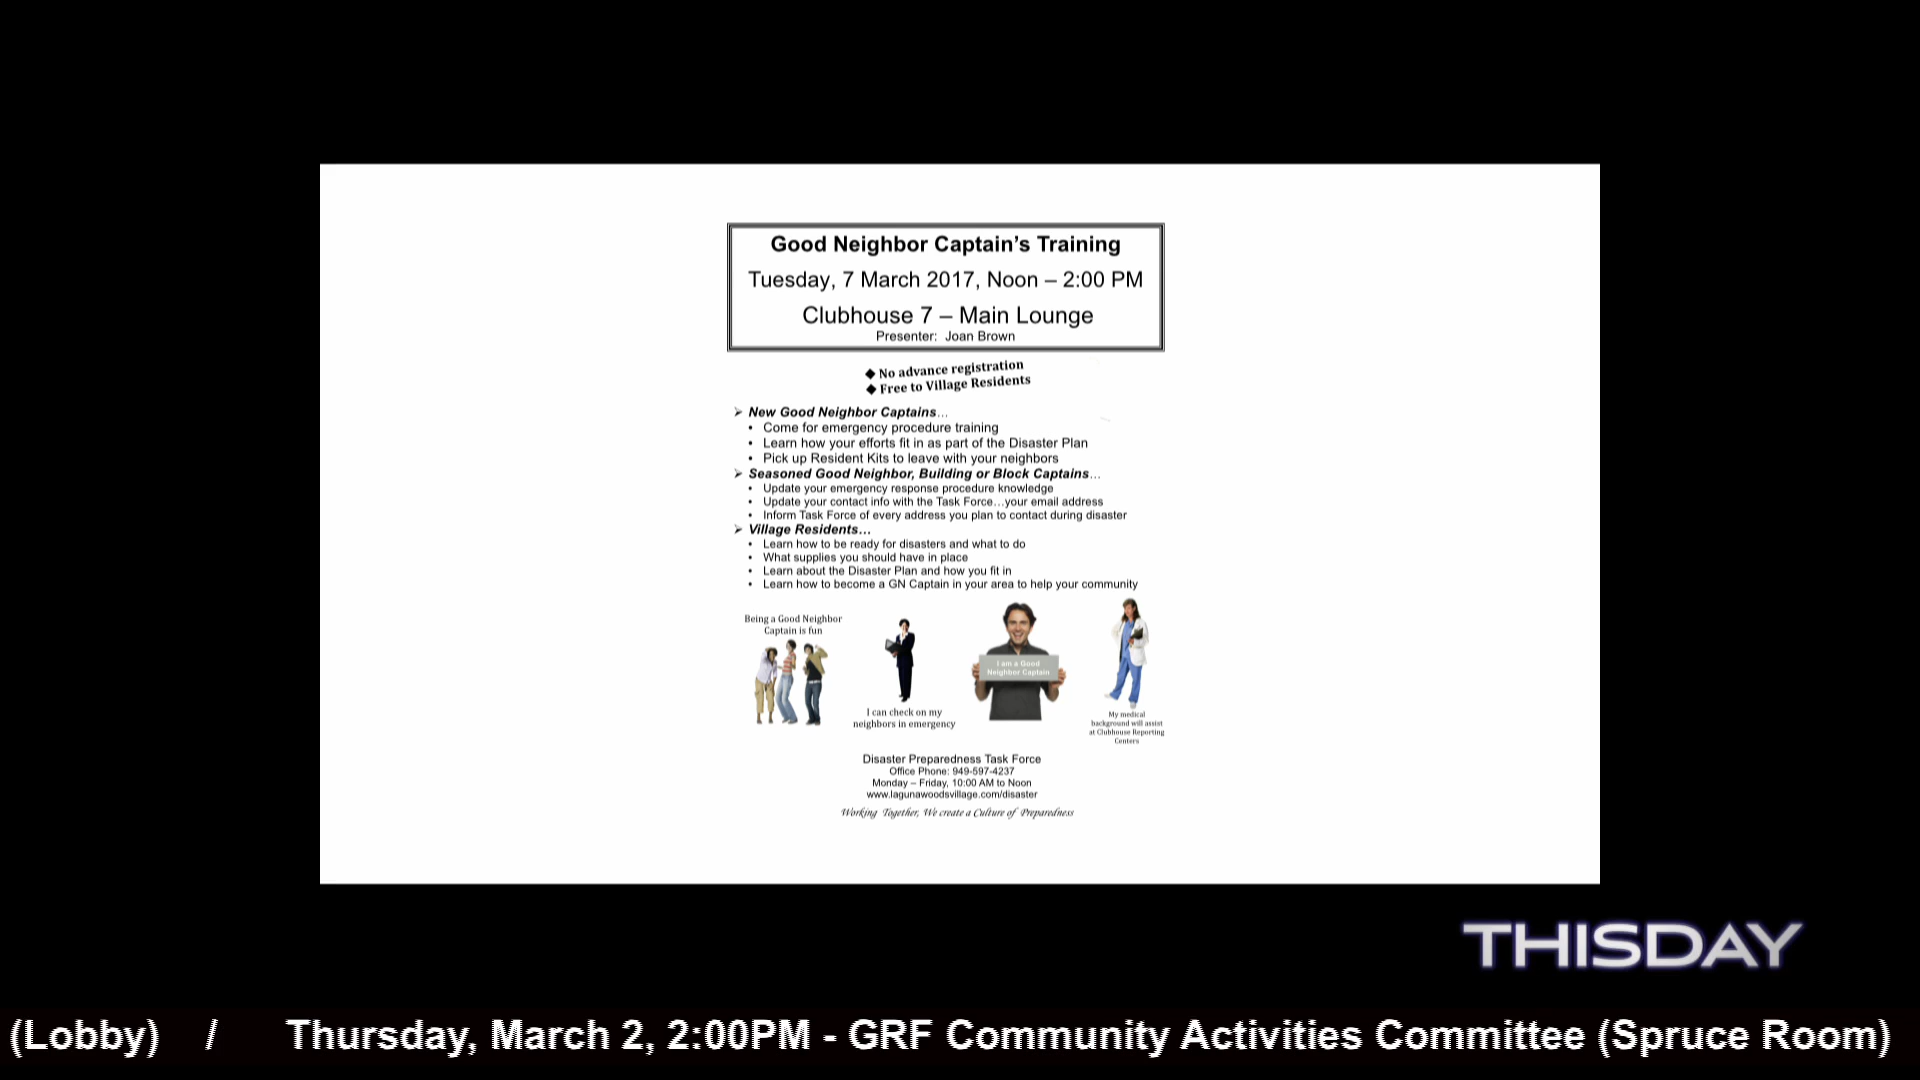 Good Neighbor Captain’s Training
Tuesday, 7 March 2017, Noon – 2:00 PM
Clubhouse 7 – Main Lounge
Presenter: Joan Brown
◆ No advance registration
◆ Free to Village Residents
➢ New Good Neighbor Captains…
• Come for emergency procedure training
• Learn how your efforts fit in as part of the Disaster Plan
• Pick up Resident Kits to leave with your neighbors
➢ Seasoned Good Neighbor, Building or Block Captains…
• Update your emergency response procedure knowledge
• Update your contact info with the Task Force…your email address
• Inform Task Force of every address you plan to contact during disaster
➢ Village Residents…
• Learn how to be ready for disasters and what to do
• What supplies you should have in place
• Learn about the Disaster Plan and how you fit in
• Learn how to become a GN Captain in your area to help your community
Being a Good Neighbor
Captain is fun
I can check on my
neighbors in emergency
I am a Good
Neighbor Captain
My medical
background will assist
at Clubhouse Reporting
Centers
Disaster Preparedness Task Force
Office Phone: 949-597-4237
Monday – Friday, 10:00 AM to Noon
www.lagunawoodsvillage.com/disaster
Working Together, We create a Culture of Preparedness
THISDAY
(Lobby) / Thursday, March 2, 2:00PM - GRF Community Activities Committee (Spruce Room)